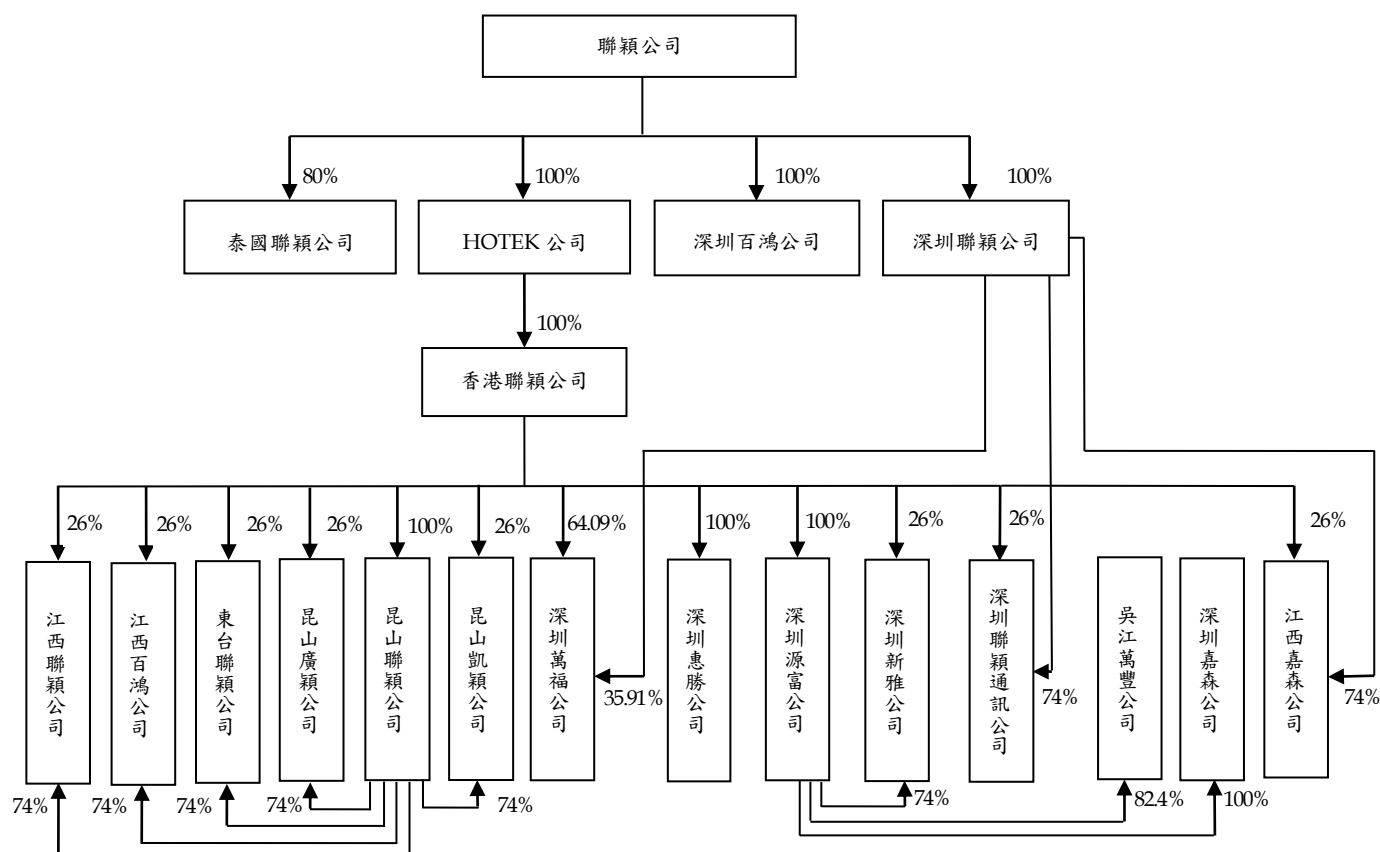 聯穎公司
80%
100%
100%
100%
泰國聯穎公司
HOTEK 公司
深圳百鴻公司
深圳聯穎公司
100%
香港聯穎公司
26%
26%
26%
26%
100%
26%
64.09%
100%
100%
26%
26%
26%
江西聯穎公司
江西百鴻公司
東台聯穎公司
昆山廣穎公司
昆山聯穎公司
昆山凱穎公司
深圳萬福公司
35.91%
深圳惠勝公司
深圳源富公司
深圳新雅公司
深圳聯穎通訊公司
74%
吳江萬豐公司
深圳嘉森公司
江西嘉森公司
74%
74%
74%
74%
74%
74%
74%
82.4%
100%